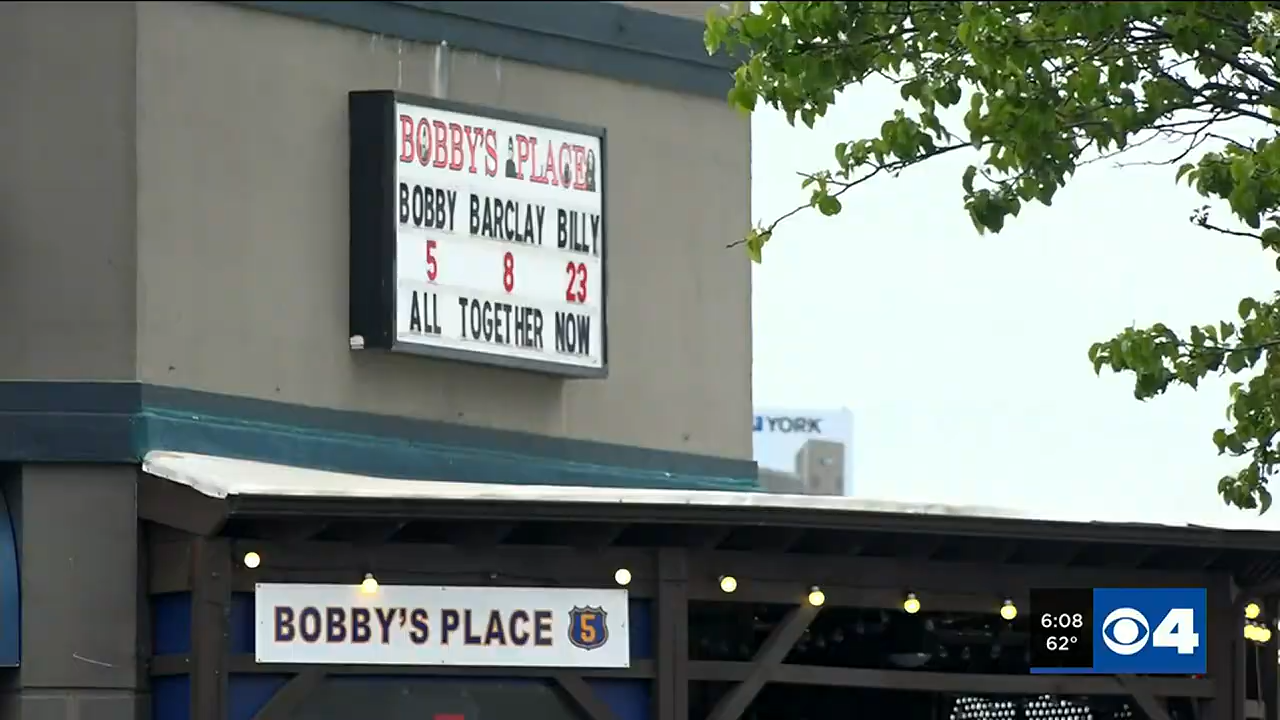 BOBBY'S PLACE
BOBBY BARCLAY BILLY
5 8 23
ALL TOGETHER NOW
YORK
BOBBY'S PLACE 5
6:08
62°
4